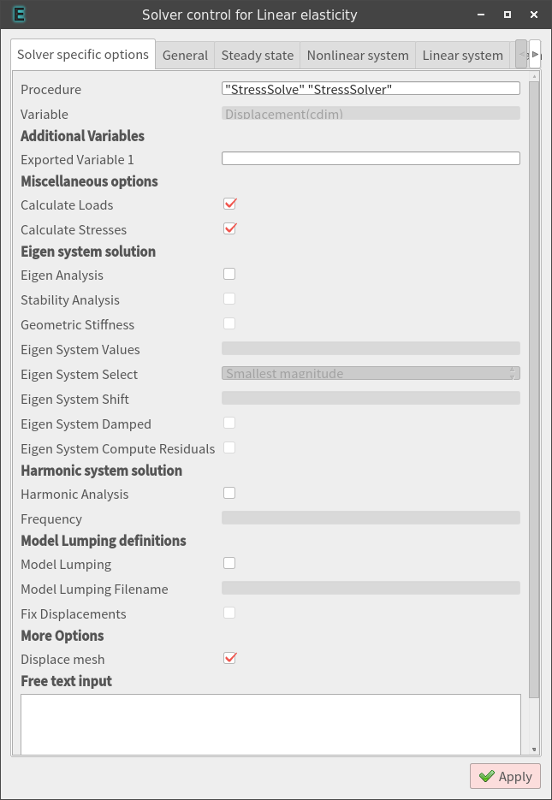 E Solver control for Linear elasticity
Solver specific options General Steady state Nonlinear system Linear system
Procedure "StressSolve" "StressSolver"
Variable Displacement(cdim)
Additional Variables
Exported Variable 1
Miscellaneous options
Calculate Loads
Calculate Stresses
Eigen system solution
Eigen Analysis
Stability Analysis
Geometric Stiffness
Eigen System Values
Eigen System Select Smallest magnitude
Eigen System Shift
Eigen System Damped
Eigen System Compute Residuals
Harmonic system solution
Harmonic Analysis
Frequency
Model Lumping definitions
Model Lumping
Model Lumping Filename
Fix Displacements
More Options
Displace mesh
Free text input
Apply